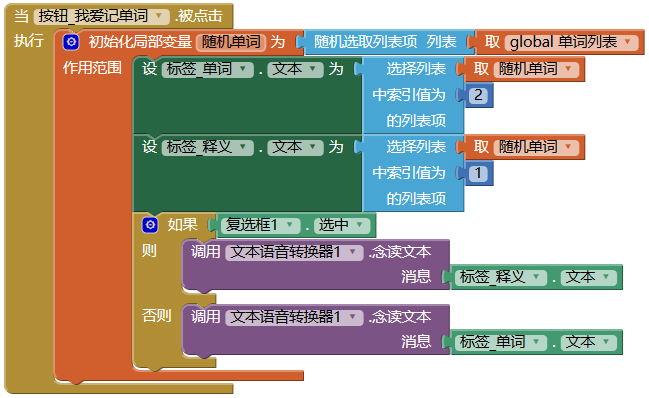 当 按钮_我爱记单词 .被点击
执行 初始化局部变量 随机单词 为 随机选取列表项 列表 取 global 单词列表
作用范围 设 标签_单词 . 文本 为 选择列表 取 随机单词
中索引值为 2
的列表项
设 标签_释义 . 文本 为 选择列表 取 随机单词
中索引值为 1
的列表项
如果 复选框1 . 选中
则 调用 文本语音转换器1 .念读文本
消息 标签_释义 . 文本
否则 调用 文本语音转换器1 .念读文本
消息 标签_单词 . 文本